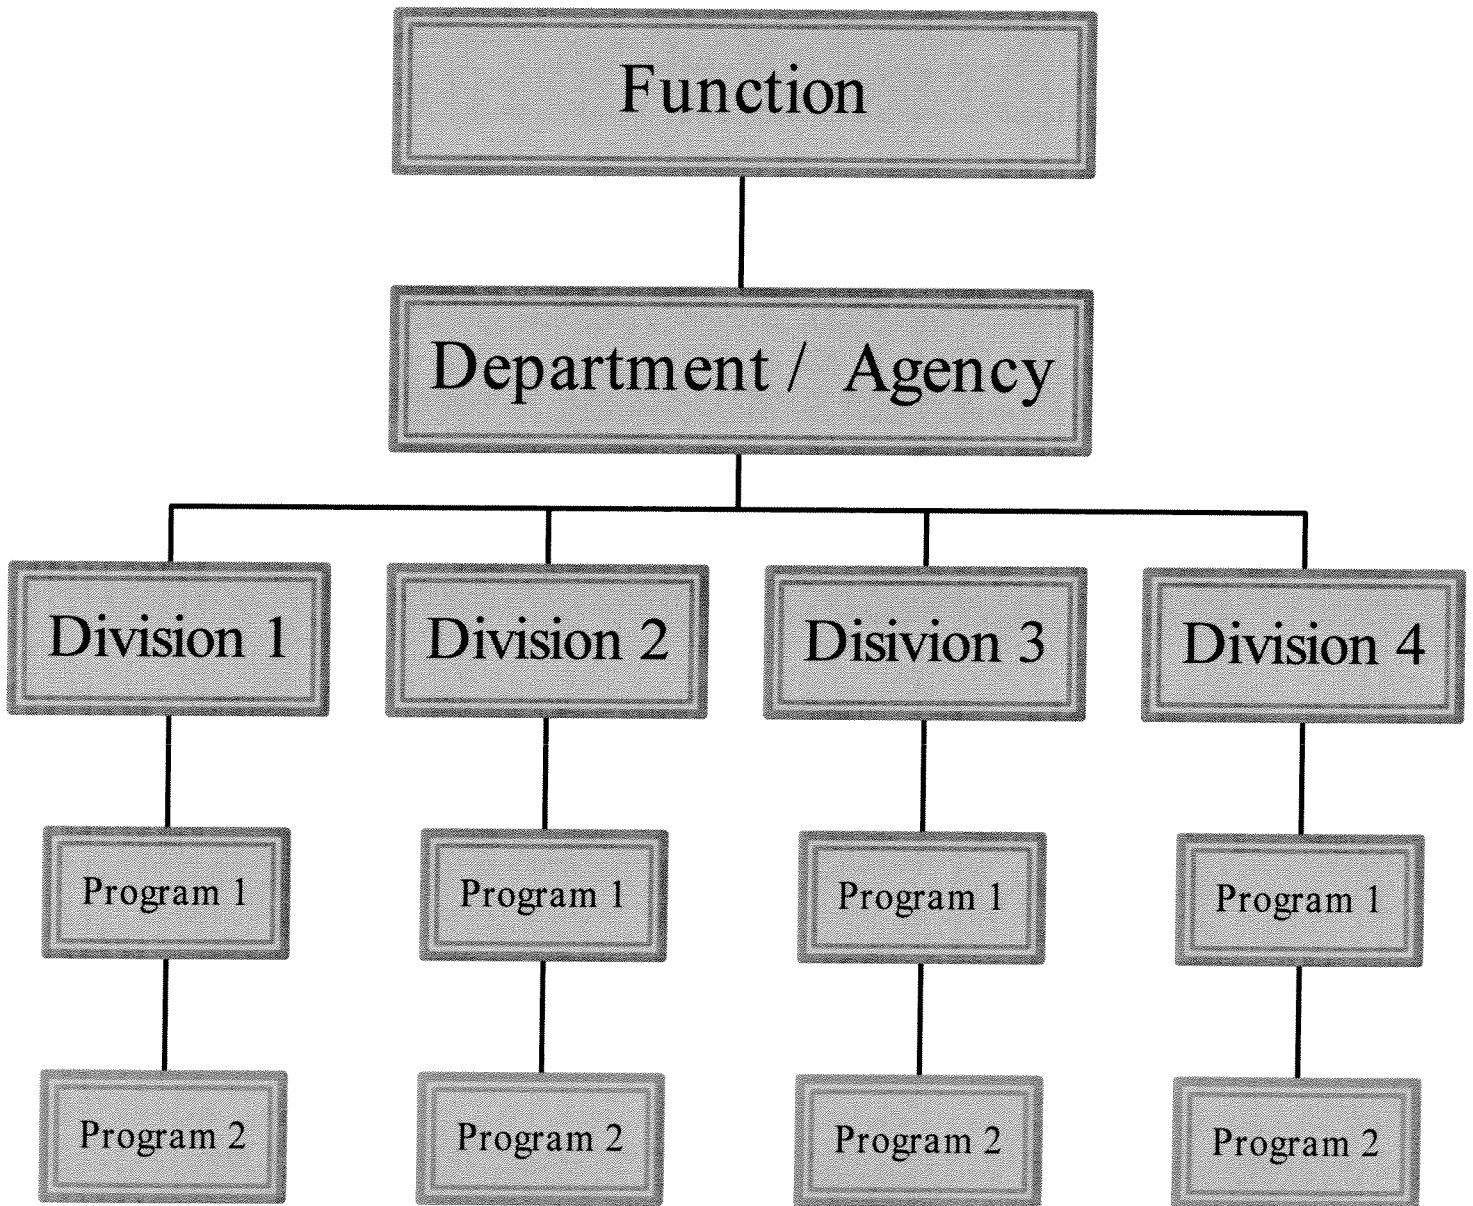 Function
Department / Agency
Division 1
Division 2
Disivion 3
Division 4
Program 1
Program 1
Program 1
Program 1
Program 2
Program 2
Program 2
Program 2